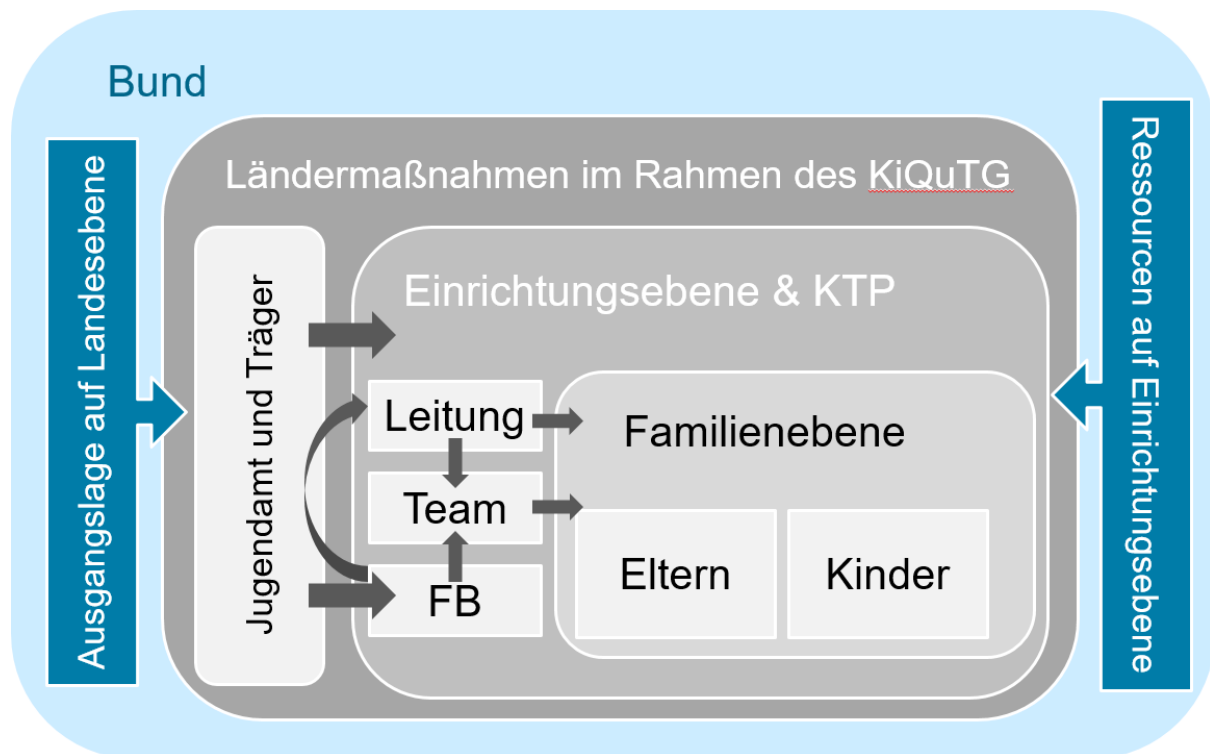 Bund
Ausgangslage auf Landesebene
Ländermaßnahmen im Rahmen des KiQuTG
Jugendamt und Träger
Einrichtungsebene & KTP
Leitung
Team
FB
Familienebene
Eltern
Kinder
Ressourcen auf Einrichtungsebene